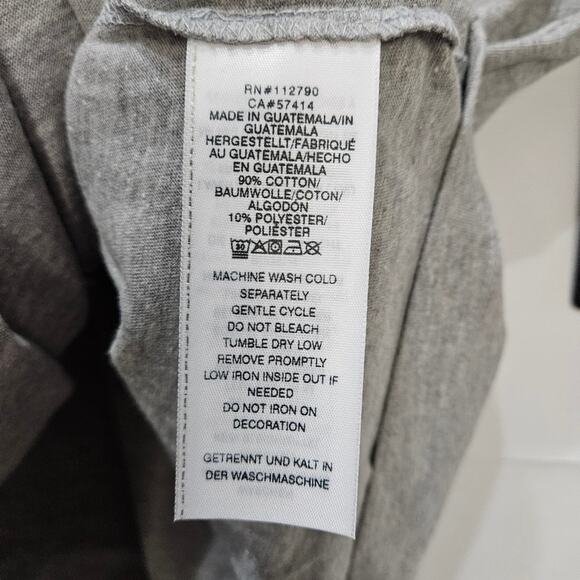 RN#112790
CA#57414
MADE IN GUATEMALA/IN
GUATEMALA
HERGESTELLT/FABRIQUÉ
AU GUATEMALA/HECHO
EN GUATEMALA
90% COTTON/
BAUMWOLLE/COTON/
ALGODÓN
10% POLYESTER/
POLIÉSTER
30
MACHINE WASH COLD
SEPARATELY
GENTLE CYCLE
DO NOT BLEACH
TUMBLE DRY LOW
REMOVE PROMPTLY
LOW IRON INSIDE OUT IF
NEEDED
DO NOT IRON ON
DECORATION
GETRENNT UND KALT IN
DER WASCHMASCHINE